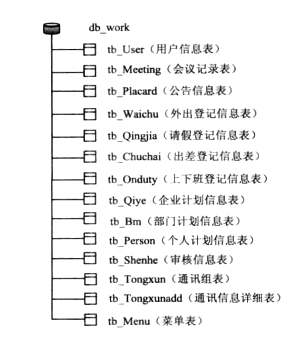 db_work
tb_User（用户信息表）
tb_Meeting（会议记录表）
tb_Placard（公告信息表）
tb_Waichu（外出登记信息表）
tb_Qingjia（请假登记信息表）
tb_Chuchai（出差登记信息表）
tb_Onduty（上下班登记信息表）
tb_Qiye（企业计划信息表）
tb_Bm（部门计划信息表）
tb_Person（个人计划信息表）
tb_Shenhe（审核信息表）
tb_Tongxun（通讯组表）
tb_Tongxunadd（通讯信息详细表）
tb_Menu（菜单表）